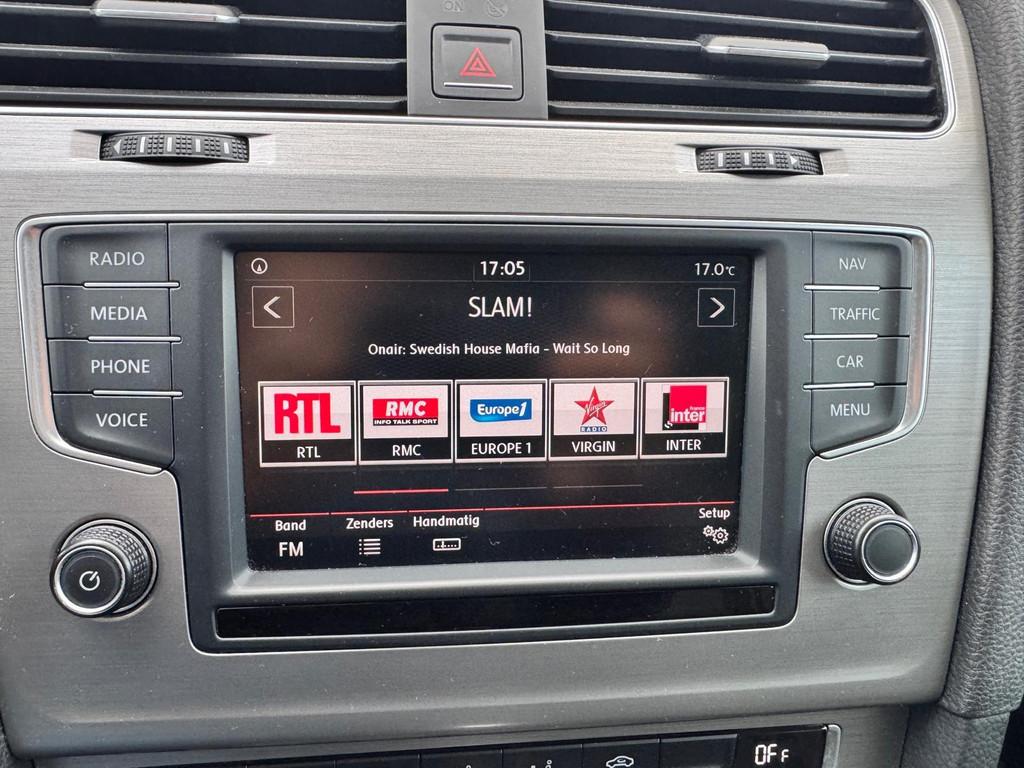 ON
RADIO
MEDIA
PHONE
VOICE
17:05
17.0°C
SLAM!
Onair: Swedish House Mafia - Wait So Long
RTL
RMC
INFO TALK SPORT
Europe1
Virgin
RADIO
france
inter
RTL
RMC
EUROPE 1
VIRGIN
INTER
Band
FM
Zenders
Handmatig
Setup
NAV
TRAFFIC
CAR
MENU
OFF